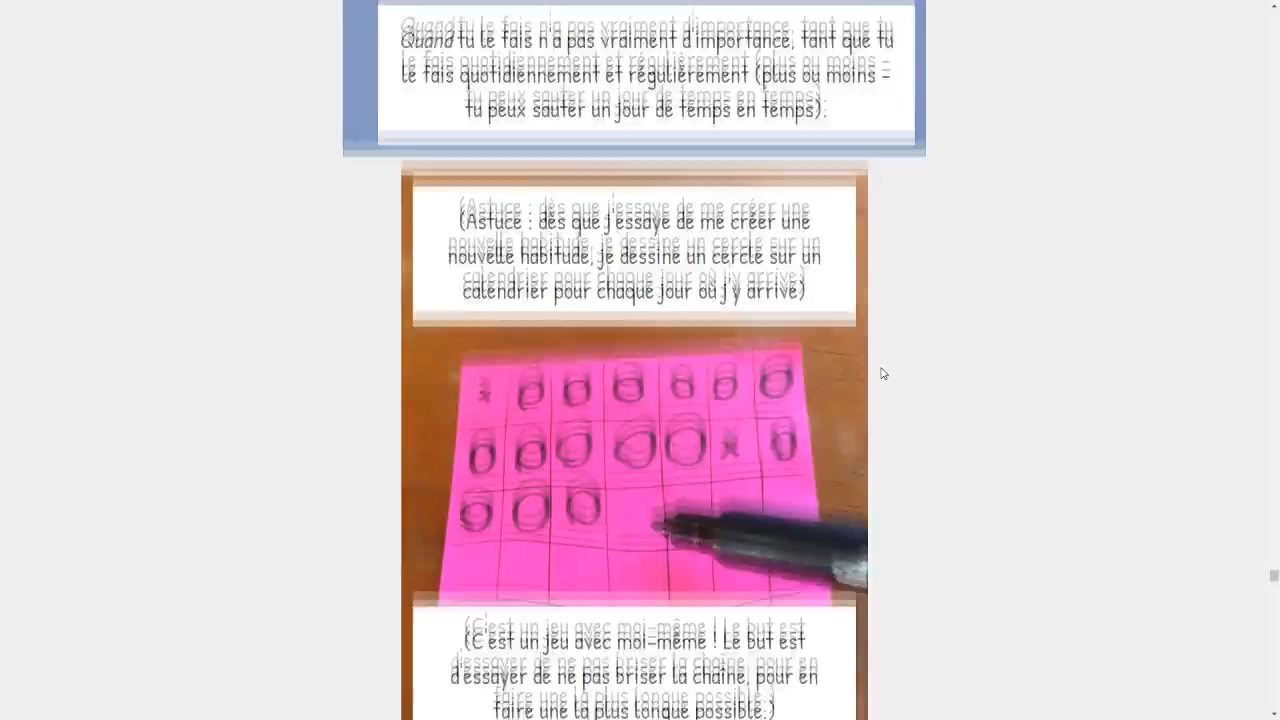 Quand tu le fais n'a pas vraiment d'importance, tant que tu
le fais quotidiennement et régulièrement (plus ou moins =
tu peux sauter un jour de temps en temps):
(Astuce : dès que j'essaye de me créer une
nouvelle habitude, je dessine un cercle sur un
calendrier pour chaque jour où j'y arrive)
(C'est un jeu avec moi-même ! Le but est
d'essayer de ne pas briser la chaîne, pour en
faire une la plus longue possible.)